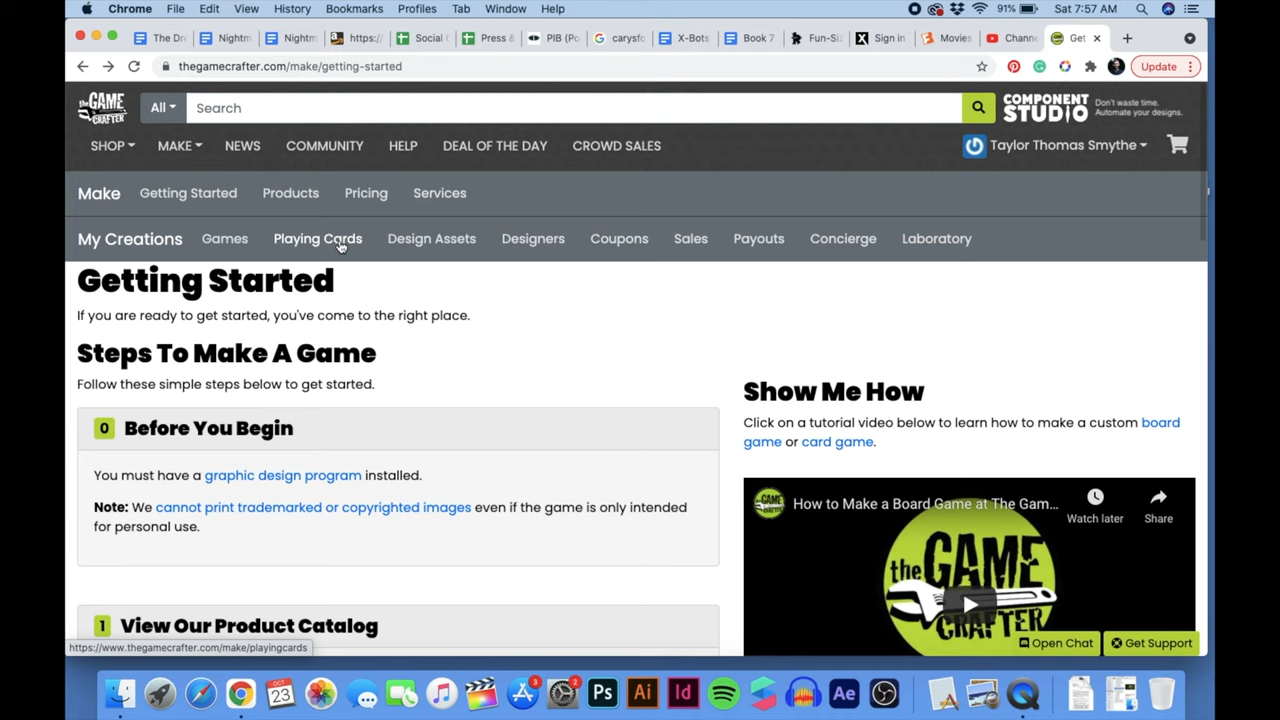 Chrome File Edit View History Bookmarks Profiles Tab Window Help 91% Sat 7:57 AM
The Dr Nightm Nightm https:/ Social Press & PIB (Po carysfo X-Bots Book 7 Fun-Siz Sign in Movies Chann Get
thegamecrafter.com/make/getting-started Update
the GAME CRAFTER All Search COMPONENT STUDIO Don't waste time. Automate your designs.
SHOP MAKE NEWS COMMUNITY HELP DEAL OF THE DAY CROWD SALES Taylor Thomas Smythe
Make Getting Started Products Pricing Services
My Creations Games Playing Cards Design Assets Designers Coupons Sales Payouts Concierge Laboratory
Getting Started
If you are ready to get started, you've come to the right place.
Steps To Make A Game
Follow these simple steps below to get started.
0 Before You Begin
You must have a graphic design program installed.
Note: We cannot print trademarked or copyrighted images even if the game is only intended
for personal use.
1 View Our Product Catalog
Show Me How
Click on a tutorial video below to learn how to make a custom board
game or card game.
How to Make a Board Game at The Gam...
Watch later Share
the GAME CRAFTER
Open Chat Get Support
https://www.thegamecrafter.com/make/playingcards
OCT 23 3 2 Ps Ai Id Ae